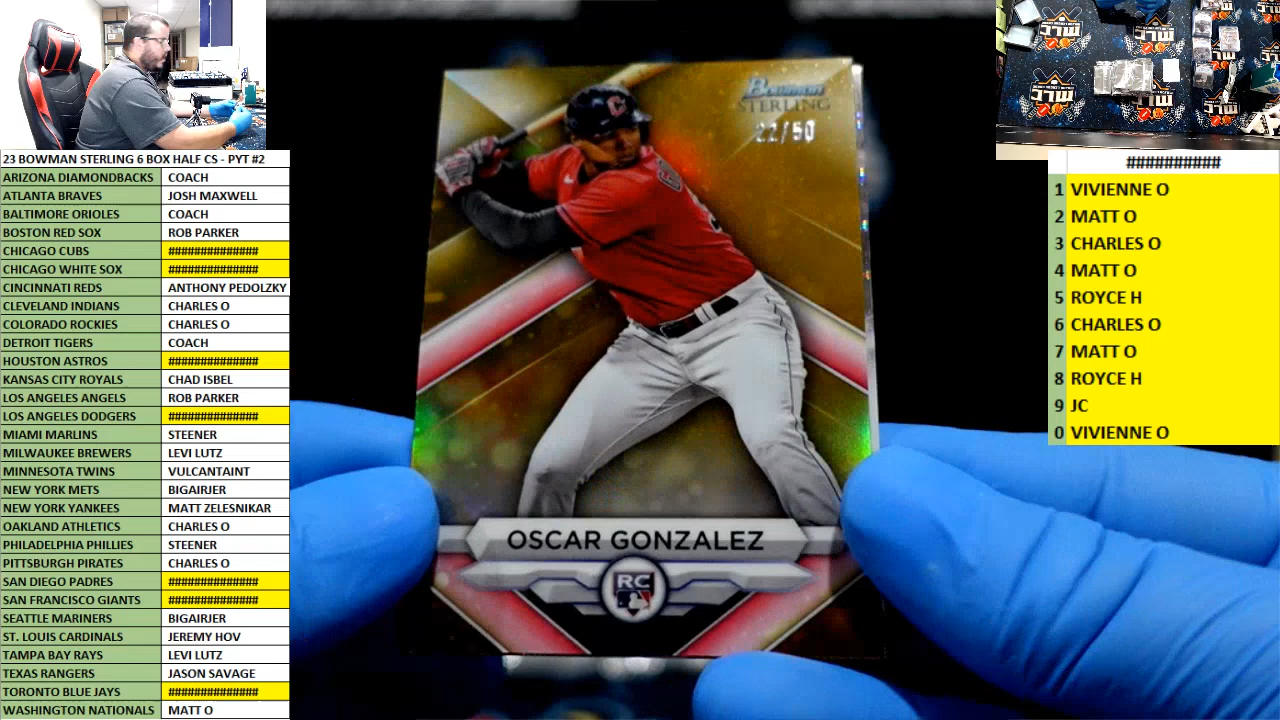 23 BOWMAN STERLING 6 BOX HALF CS - PYT #2
ARIZONA DIAMONDBACKS COACH
ATLANTA BRAVES JOSH MAXWELL
BALTIMORE ORIOLES COACH
BOSTON RED SOX ROB PARKER
CHICAGO CUBS ##############
CHICAGO WHITE SOX ##############
CINCINNATI REDS ANTHONY PEDOLZKY
CLEVELAND INDIANS CHARLES O
COLORADO ROCKIES CHARLES O
DETROIT TIGERS COACH
HOUSTON ASTROS ##############
KANSAS CITY ROYALS CHAD ISBEL
LOS ANGELES ANGELS ROB PARKER
LOS ANGELES DODGERS ##############
MIAMI MARLINS STEENER
MILWAUKEE BREWERS LEVI LUTZ
MINNESOTA TWINS VULCANTAINT
NEW YORK METS BIGAIRJER
NEW YORK YANKEES MATT ZELESNIKAR
OAKLAND ATHLETICS CHARLES O
PHILADELPHIA PHILLIES STEENER
PITTSBURGH PIRATES CHARLES O
SAN DIEGO PADRES ##############
SAN FRANCISCO GIANTS ##############
SEATTLE MARINERS BIGAIRJER
ST. LOUIS CARDINALS JEREMY HOV
TAMPA BAY RAYS LEVI LUTZ
TEXAS RANGERS JASON SAVAGE
TORONTO BLUE JAYS ##############
WASHINGTON NATIONALS MATT O
Bowman
STERLING
22/50
C
OSCAR GONZALEZ
RC
##########
1 VIVIENNE O
2 MATT O
3 CHARLES O
4 MATT O
5 ROYCE H
6 CHARLES O
7 MATT O
8 ROYCE H
9 JC
0 VIVIENNE O